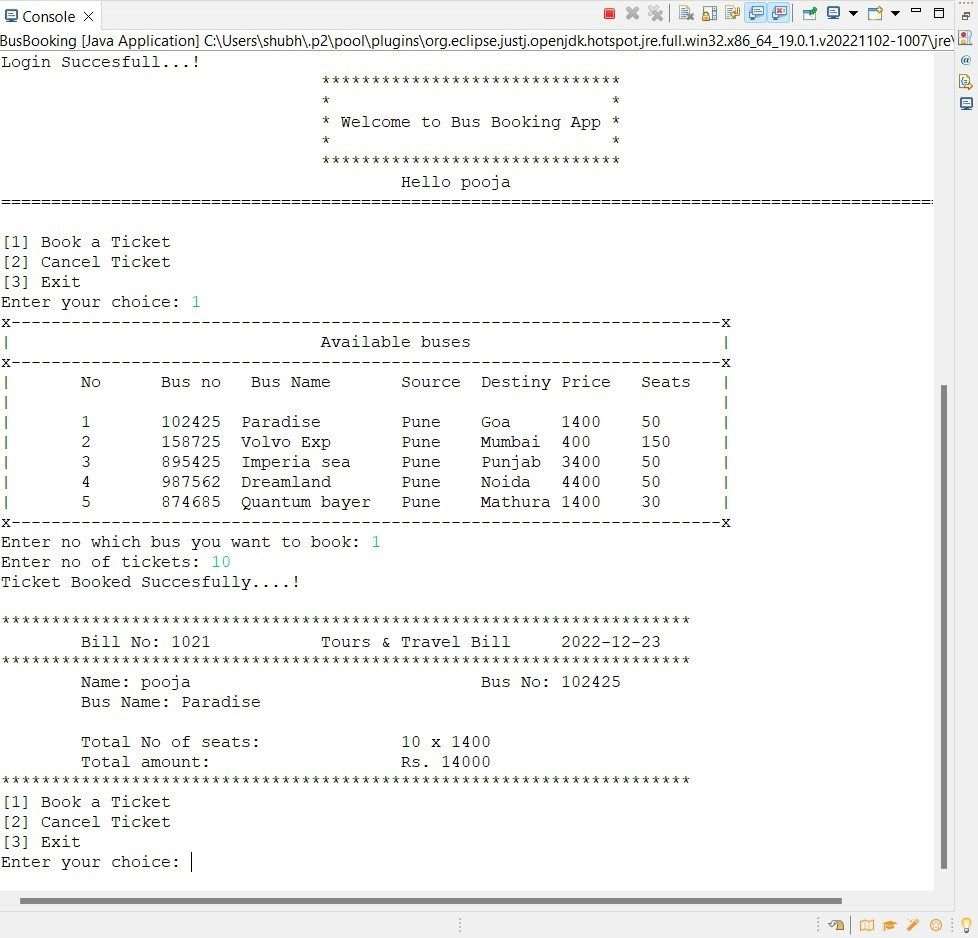 Console
BusBooking [Java Application] C:\Users\shubh\.p2\pool\plugins\org.eclipse.justj.openjdk.hotspot.jre.full.win32.x86_64_19.0.1.v20221102-1007\jre\
Login Succesfull...!
******************************
*                            *
* Welcome to Bus Booking App *
*                            *
******************************
Hello pooja
=============================================================================================
[1] Book a Ticket
[2] Cancel Ticket
[3] Exit
Enter your choice: 1
x-----------------------------------------------------------------------x
|                               Available buses                         |
x-----------------------------------------------------------------------x
|       No      Bus no   Bus Name       Source  Destiny Price   Seats   |
|                                                                       |
|       1       102425  Paradise        Pune    Goa     1400    50      |
|       2       158725  Volvo Exp       Pune    Mumbai  400     150     |
|       3       895425  Imperia sea     Pune    Punjab  3400    50      |
|       4       987562  Dreamland       Pune    Noida   4400    50      |
|       5       874685  Quantum bayer   Pune    Mathura 1400    30      |
x-----------------------------------------------------------------------x
Enter no which bus you want to book: 1
Enter no of tickets: 10
Ticket Booked Succesfully....!
*********************************************************************
Bill No: 1021           Tours & Travel Bill     2022-12-23
*********************************************************************
Name: pooja                             Bus No: 102425
Bus Name: Paradise
Total No of seats:              10 x 1400
Total amount:                   Rs. 14000
*********************************************************************
[1] Book a Ticket
[2] Cancel Ticket
[3] Exit
Enter your choice: